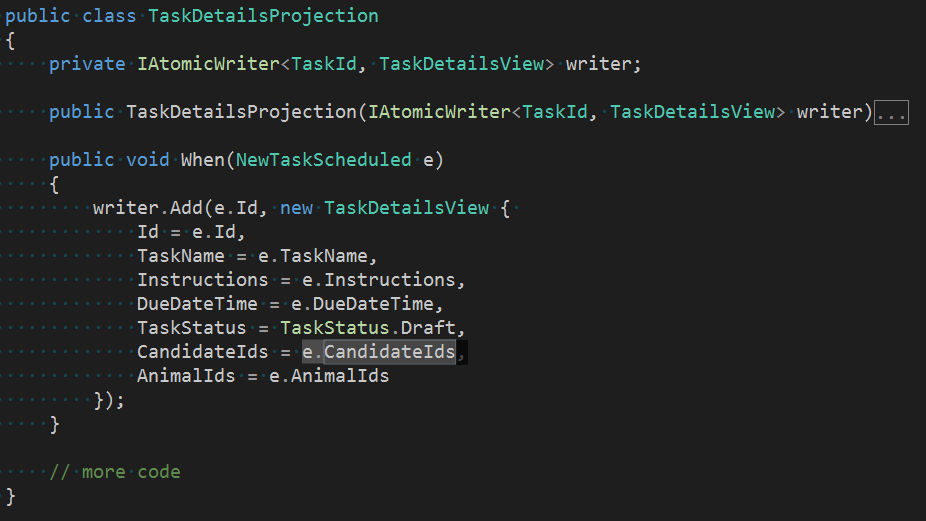 public class TaskDetailsProjection
{
    private IAtomicWriter<TaskId, TaskDetailsView> writer;

    public TaskDetailsProjection(IAtomicWriter<TaskId, TaskDetailsView> writer)...

    public void When(NewTaskScheduled e)
    {
        writer.Add(e.Id, new TaskDetailsView {
            Id = e.Id,
            TaskName = e.TaskName,
            Instructions = e.Instructions,
            DueDateTime = e.DueDateTime,
            TaskStatus = TaskStatus.Draft,
            CandidateIds = e.CandidateIds,
            AnimalIds = e.AnimalIds
        });
    }

    // more code
}